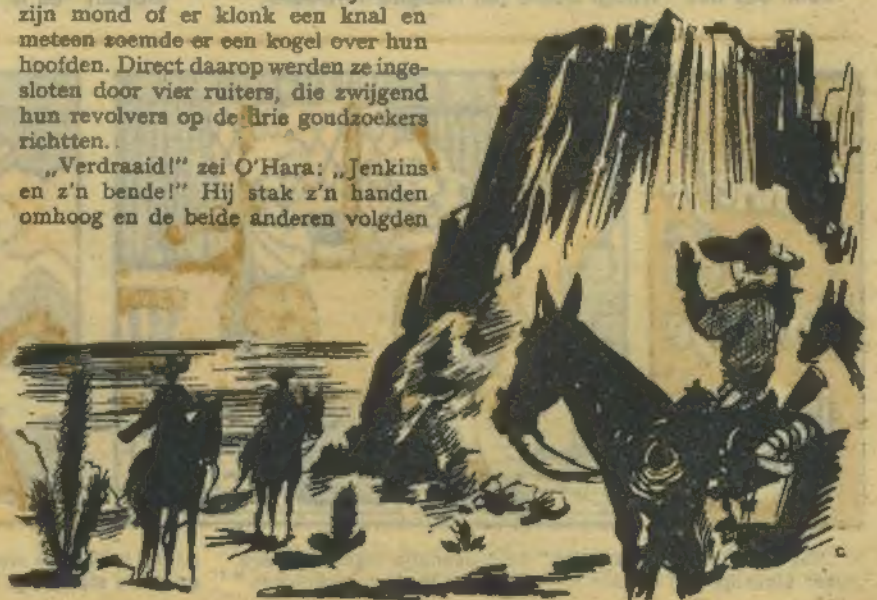 zijn mond of er klonk een knal en
meteen zoemde er een kogel over hun
hoofden. Direct daarop werden ze inge-
sloten door vier ruiters, die zwijgend
hun revolvers op de drie goudzoekers
richtten.
„Verdraaid!” zei O'Hara: „Jenkins
en z'n bende!” Hij stak z'n handen
omhoog en de beide anderen volgden